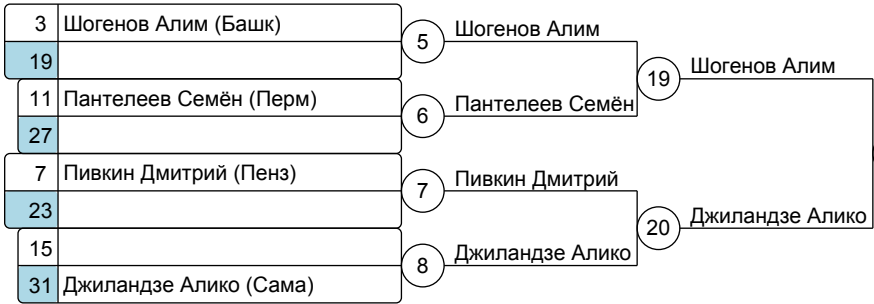 3 Шогенов Алим (Башк)
19
5 Шогенов Алим
11 Пантелеев Семён (Перм)
27
6 Пантелеев Семён
19 Шогенов Алим
7 Пивкин Дмитрий (Пенз)
23
7 Пивкин Дмитрий
15
31 Джиландзе Алико (Сама)
8 Джиландзе Алико
20 Джиландзе Алико